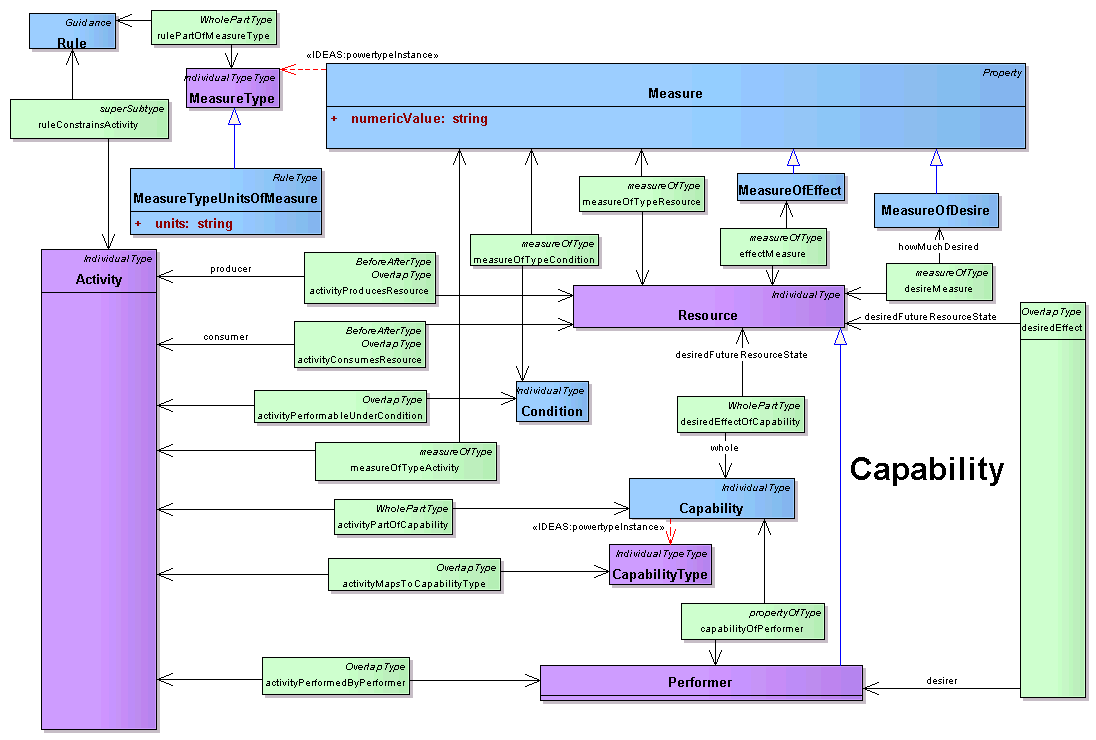 Guidance
Rule
WholePartType
rulePartOfMeasureType
«IDEAS:powertypeInstance»
IndividualTypeType
MeasureType
Property
Measure
+ numericValue: string
superSubtype
ruleConstrainsActivity
RuleType
MeasureTypeUnitsOfMeasure
+ units: string
measureOfType
measureOfTypeResource
MeasureOfEffect
MeasureOfDesire
measureOfType
measureOfTypeCondition
measureOfType
effectMeasure
howMuchDesired
measureOfType
desireMeasure
IndividualType
Activity
producer
BeforeAfterType
OverlapType
activityProducesResource
IndividualType
Resource
desiredFutureResourceState
OverlapType
desiredEffect
consumer
BeforeAfterType
OverlapType
activityConsumesResource
desiredFutureResourceState
OverlapType
activityPerformableUnderCondition
IndividualType
Condition
WholePartType
desiredEffectOfCapability
whole
measureOfType
measureOfTypeActivity
Capability
WholePartType
activityPartOfCapability
IndividualType
Capability
«IDEAS:powertypeInstance»
OverlapType
activityMapsToCapabilityType
IndividualTypeType
CapabilityType
propertyOfType
capabilityOfPerformer
OverlapType
activityPerformedByPerformer
Performer
desirer